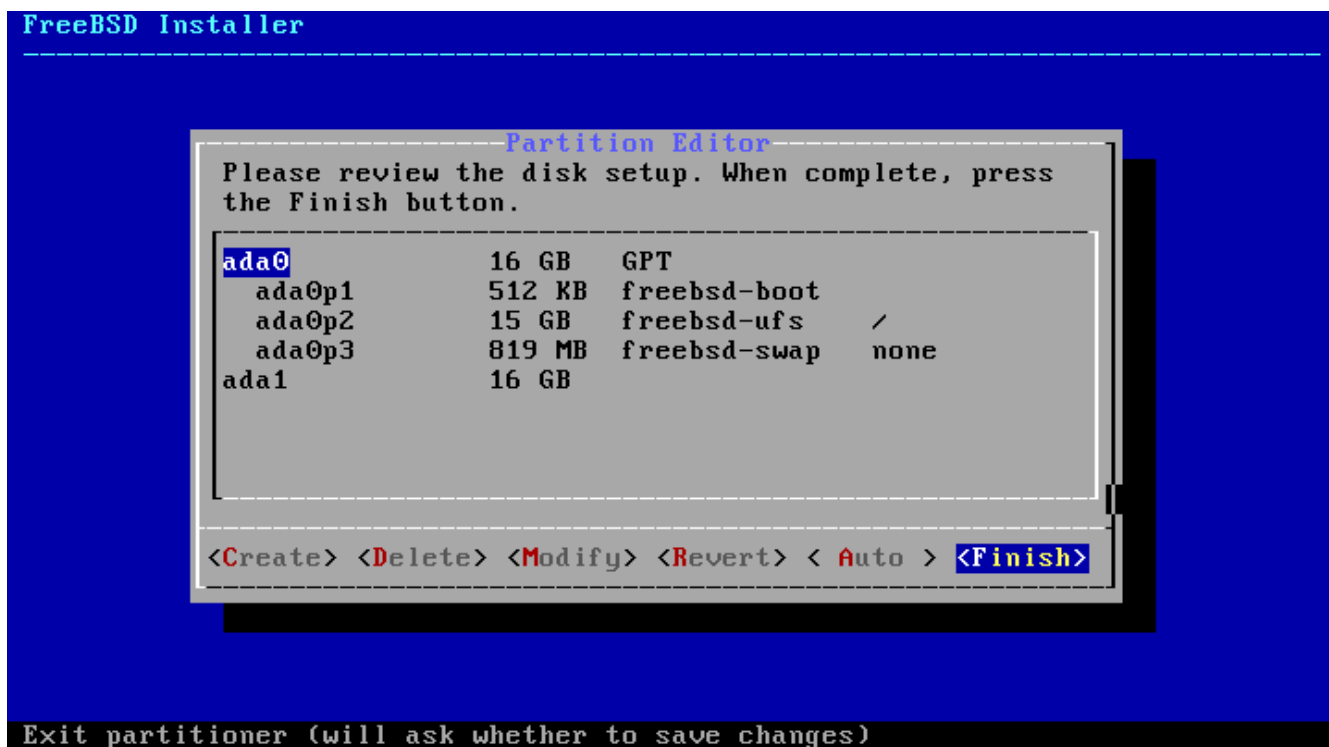 FreeBSD Installer
Partition Editor
Please review the disk setup. When complete, press
the Finish button.
ada0 16 GB GPT
ada0p1 512 KB freebsd-boot
ada0p2 15 GB freebsd-ufs /
ada0p3 819 MB freebsd-swap none
ada1 16 GB
<Create> <Delete> <Modify> <Revert> < Auto > <Finish>
Exit partitioner (will ask whether to save changes)